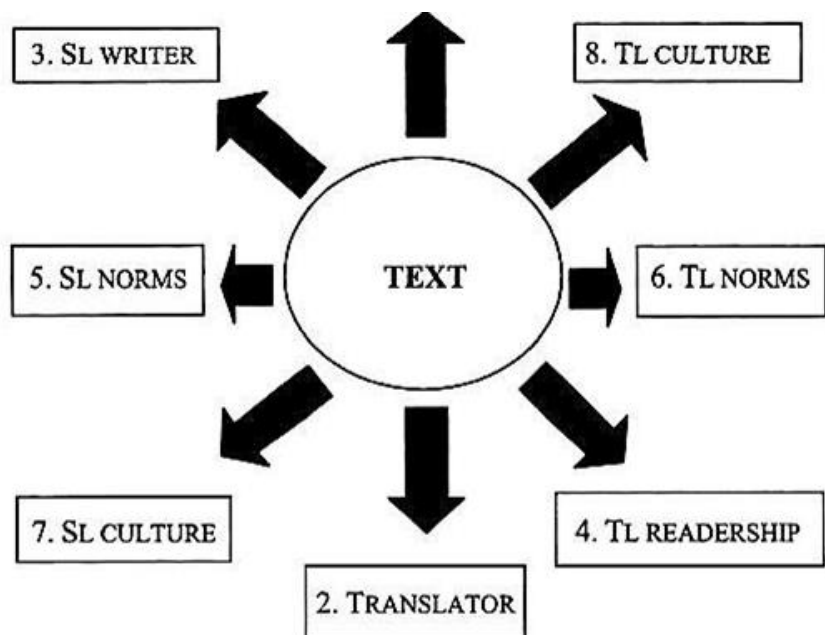 3. SL WRITER
8. TL CULTURE
5. SL NORMS
TEXT
6. TL NORMS
7. SL CULTURE
4. TL READERSHIP
2. TRANSLATOR